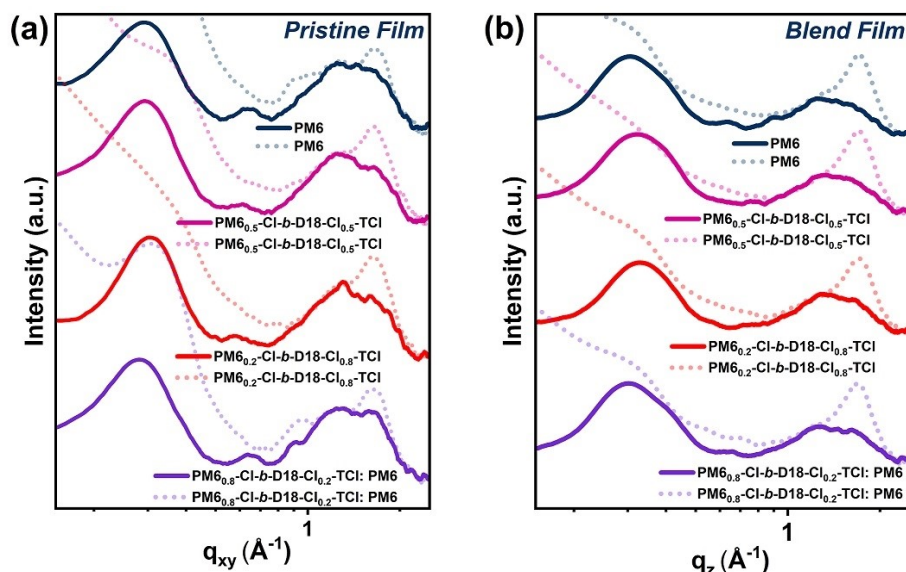 (a)
Pristine Film
Intensity (a.u.)
PM6
PM6
PM6₀.₅-Cl-b-D18-Cl₀.₅-TCl
PM6₀.₅-Cl-b-D18-Cl₀.₅-TCl
PM6₀.₂-Cl-b-D18-Cl₀.₈-TCl
PM6₀.₂-Cl-b-D18-Cl₀.₈-TCl
PM6₀.₈-Cl-b-D18-Cl₀.₂-TCl: PM6
PM6₀.₈-Cl-b-D18-Cl₀.₂-TCl: PM6
1
qxy (Å⁻¹)
(b)
Blend Film
Intensity (a.u.)
PM6
PM6
PM6₀.₅-Cl-b-D18-Cl₀.₅-TCl
PM6₀.₅-Cl-b-D18-Cl₀.₅-TCl
PM6₀.₂-Cl-b-D18-Cl₀.₈-TCl
PM6₀.₂-Cl-b-D18-Cl₀.₈-TCl
PM6₀.₈-Cl-b-D18-Cl₀.₂-TCl: PM6
PM6₀.₈-Cl-b-D18-Cl₀.₂-TCl: PM6
1
qz (Å⁻¹)